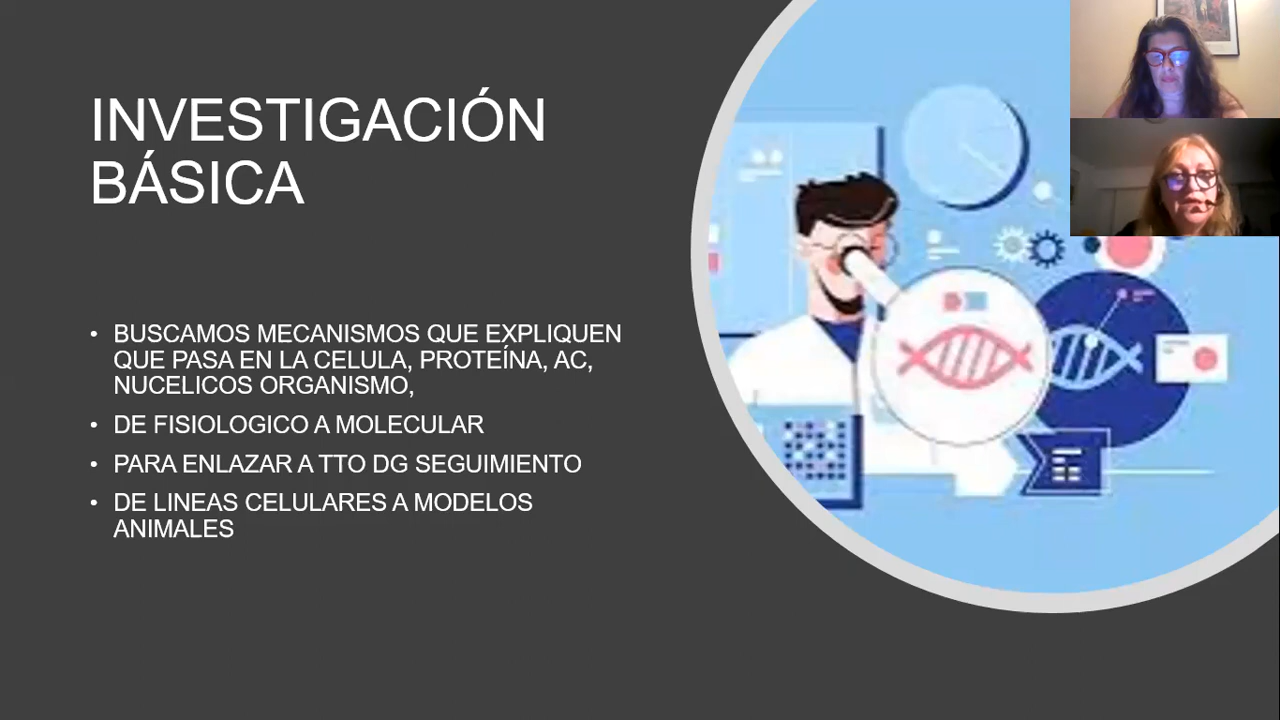 INVESTIGACIÓN
BÁSICA
• BUSCAMOS MECANISMOS QUE EXPLIQUEN
QUE PASA EN LA CELULA, PROTEÍNA, AC,
NUCELICOS ORGANISMO,
• DE FISIOLOGICO A MOLECULAR
• PARA ENLAZAR A TTO DG SEGUIMIENTO
• DE LINEAS CELULARES A MODELOS
ANIMALES